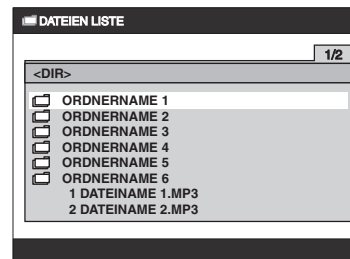 DATEIEN LISTE
1/2
<DIR>
ORDNERNAME 1
ORDNERNAME 2
ORDNERNAME 3
ORDNERNAME 4
ORDNERNAME 5
ORDNERNAME 6
1 DATEINAME 1.MP3
2 DATEINAME 2.MP3